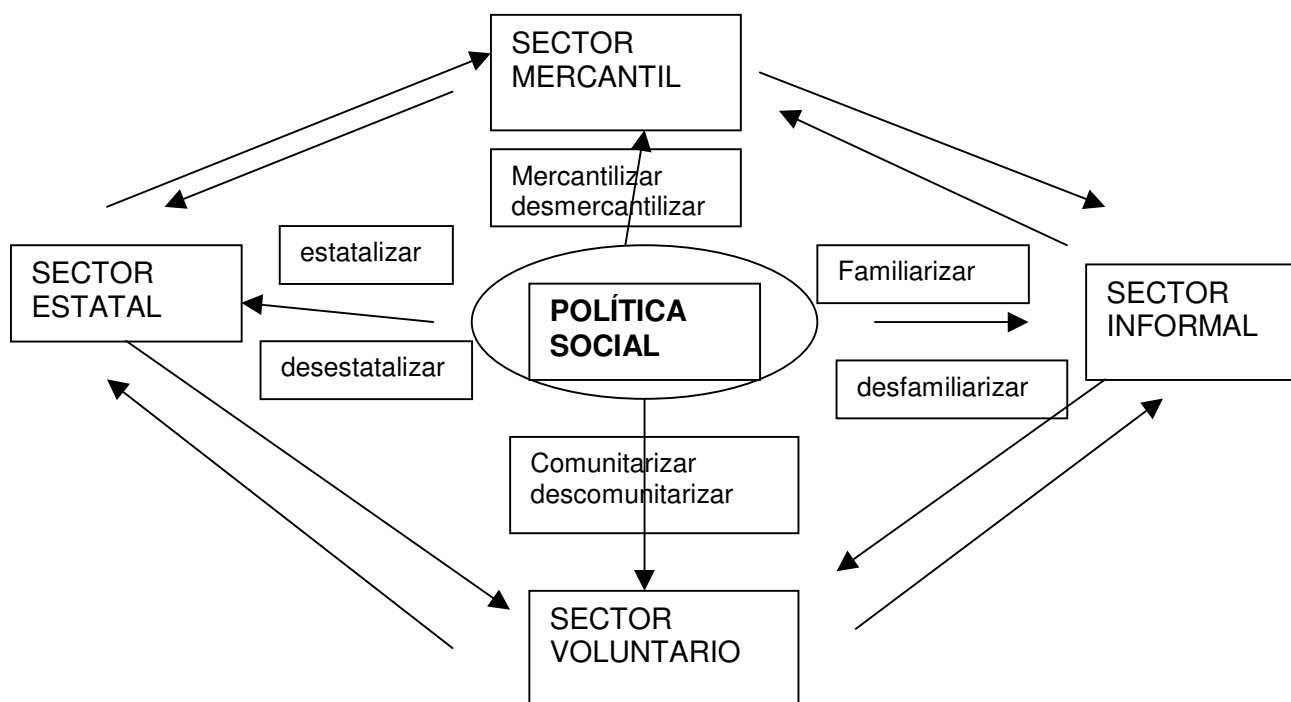 SECTOR
MERCANTIL
Mercantilizar
desmercantilizar
estatalizar
SECTOR
ESTATAL
desestatalizar
POLÍTICA
SOCIAL
Familiarizar
desfamiliarizar
SECTOR
INFORMAL
Comunitarizar
descomunitarizar
SECTOR
VOLUNTARIO